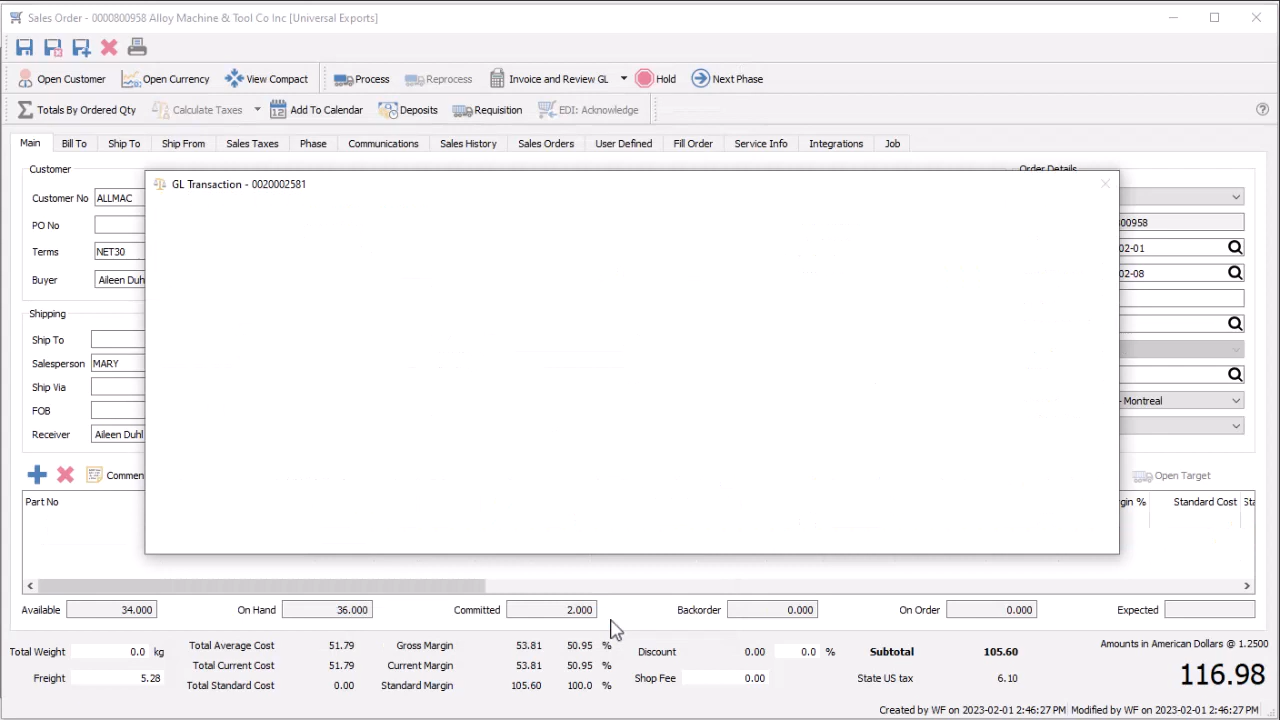 Sales Order - 0000800958 Alloy Machine & Tool Co Inc [Universal Exports]
Open Customer Open Currency View Compact Process Reprocess Invoice and Review GL Hold Next Phase
Totals By Ordered Qty Calculate Taxes Add To Calendar Deposits Requisition EDI: Acknowledge
Main Bill To Ship To Ship From Sales Taxes Phase Communications Sales History Sales Orders User Defined Fill Order Service Info Integrations Job
Customer Order Details
GL Transaction - 0020002581
Customer No ALLMAC
PO No 00958
Terms NET30 02-01
Buyer Aileen Duhl 02-08
Shipping
Ship To
Salesperson MARY
Ship Via
FOB - Montreal
Receiver Aileen Duhl
Commen Open Target
Part No gin % Standard Cost Sta
Available 34.000 On Hand 36.000 Committed 2.000 Backorder 0.000 On Order 0.000 Expected
Total Weight 0.0 kg Total Average Cost 51.79 Gross Margin 53.81 50.95 % Discount 0.00 0.0 % Subtotal 105.60 Amounts in American Dollars @ 1.2500
Total Current Cost 51.79 Current Margin 53.81 50.95 %
Freight 5.28 Total Standard Cost 0.00 Standard Margin 105.60 100.0 % Shop Fee 0.00 State US tax 6.10 116.98
Created by WF on 2023-02-01 2:46:27 PM Modified by WF on 2023-02-01 2:46:27 PM